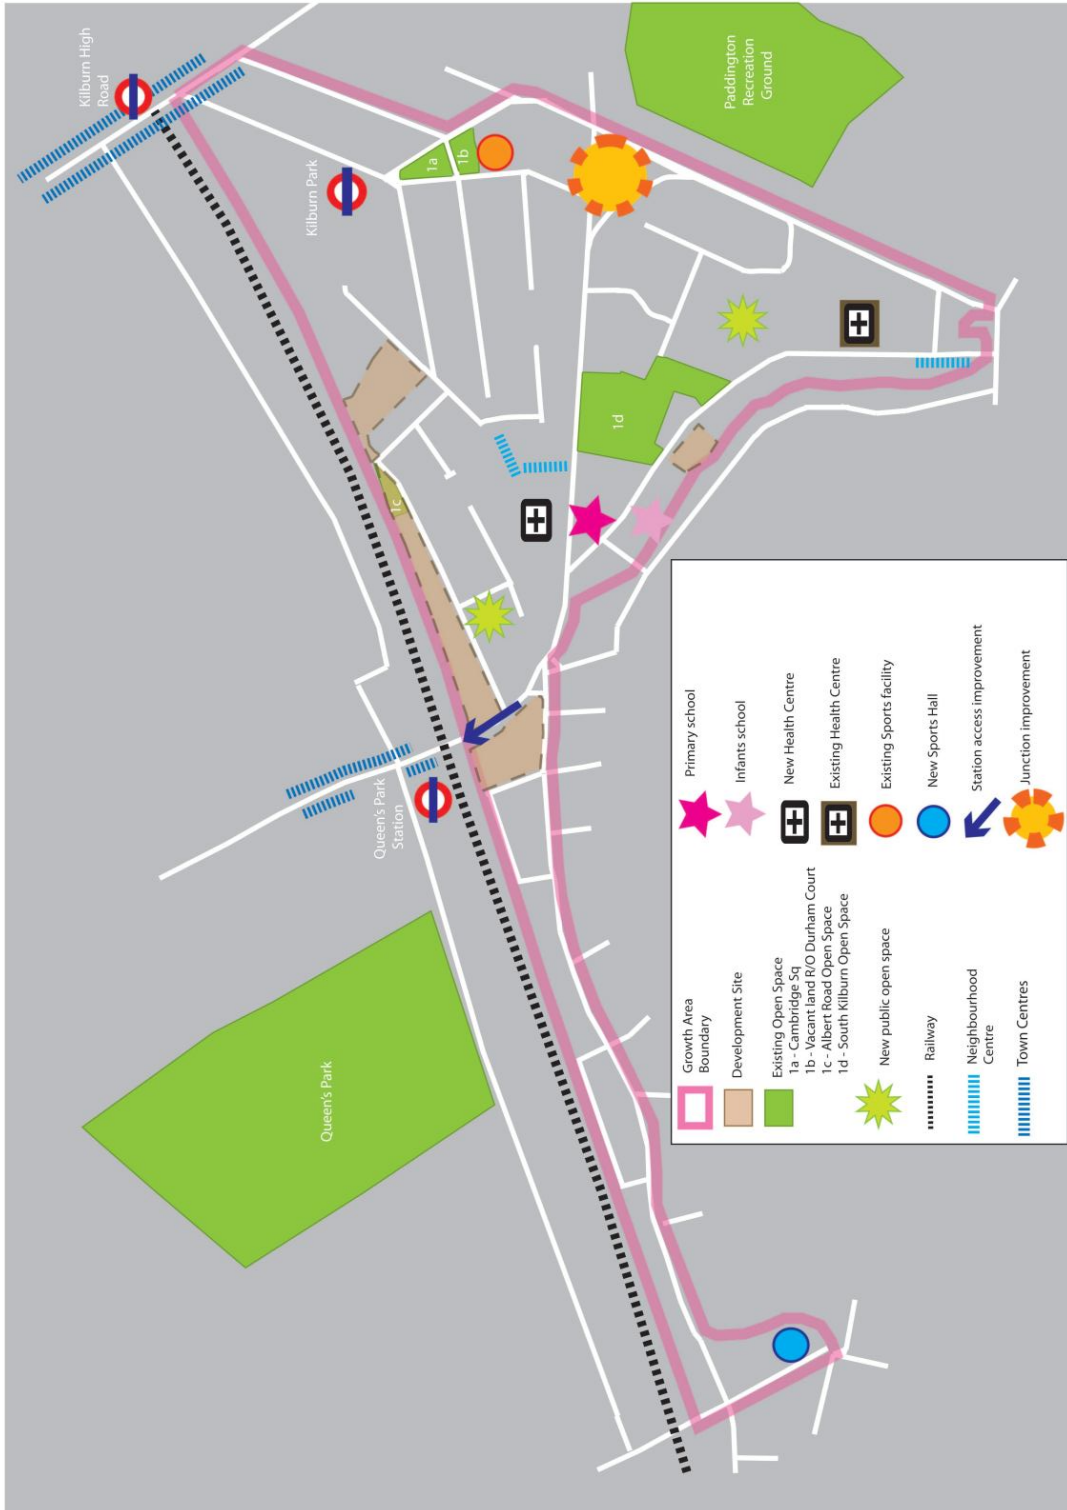 Kilburn High
Road
Kilburn Park
Paddington
Recreation
Ground
1a
1b
1c
1d
Queen's Park
Station
Queen's Park
Growth Area
Boundary
Development Site
Existing Open Space
1a - Cambridge Sq
1b - Vacant land R/O Durham Court
1c - Albert Road Open Space
1d - South Kilburn Open Space
New public open space
Railway
Neighbourhood
Centre
Town Centres
Primary school
Infants school
New Health Centre
Existing Health Centre
Existing Sports facility
New Sports Hall
Station access improvement
Junction improvement